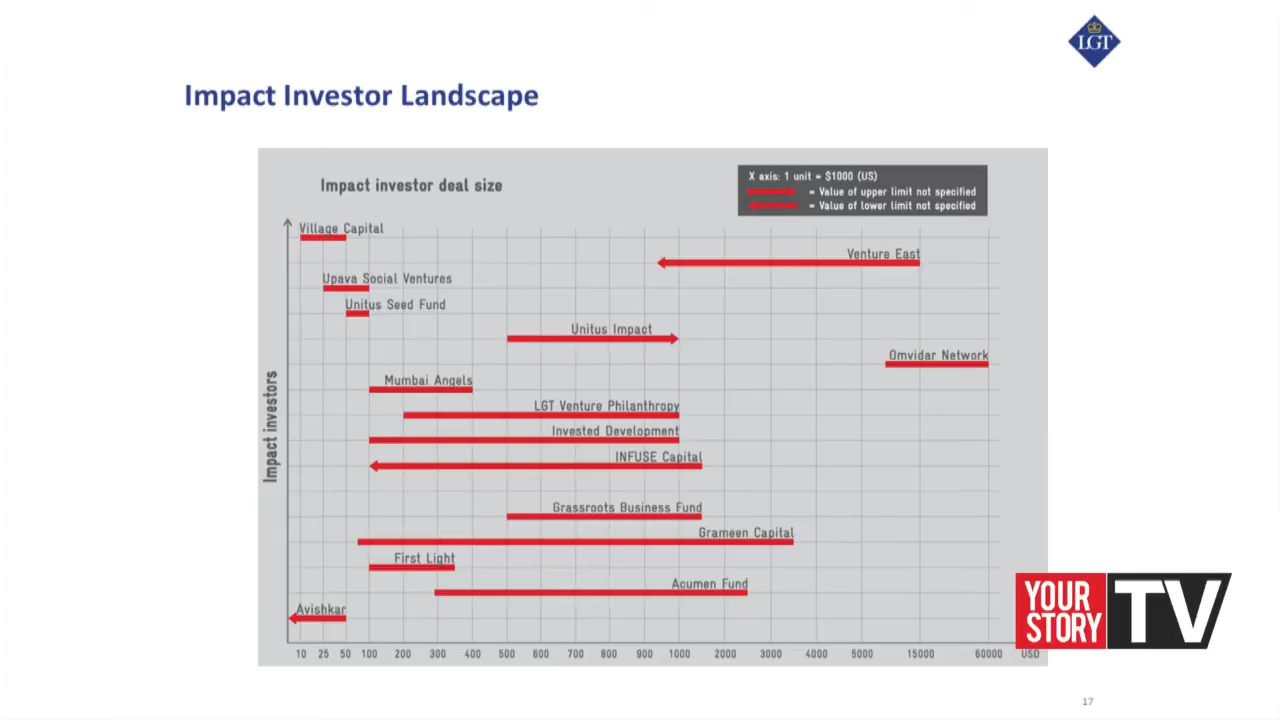 LGT
Impact Investor Landscape
Impact investor deal size
X axis: 1 unit = $1000 (US)
= Value of upper limit not specified
= Value of lower limit not specified
Village Capital
Venture East
Upava Social Ventures
Unitus Seed Fund
Unitus Impact
Omvidar Network
Mumbai Angels
LGT Venture Philanthropy
Invested Development
INFUSE Capital
Grassroots Business Fund
Grameen Capital
First Light
Acumen Fund
Avishkar
Impact investors
10 25 50 100 200 300 400 500 600 700 800 900 1000 2000 3000 4000 5000 15000 60000 USD
YOUR
STORY
TV
17